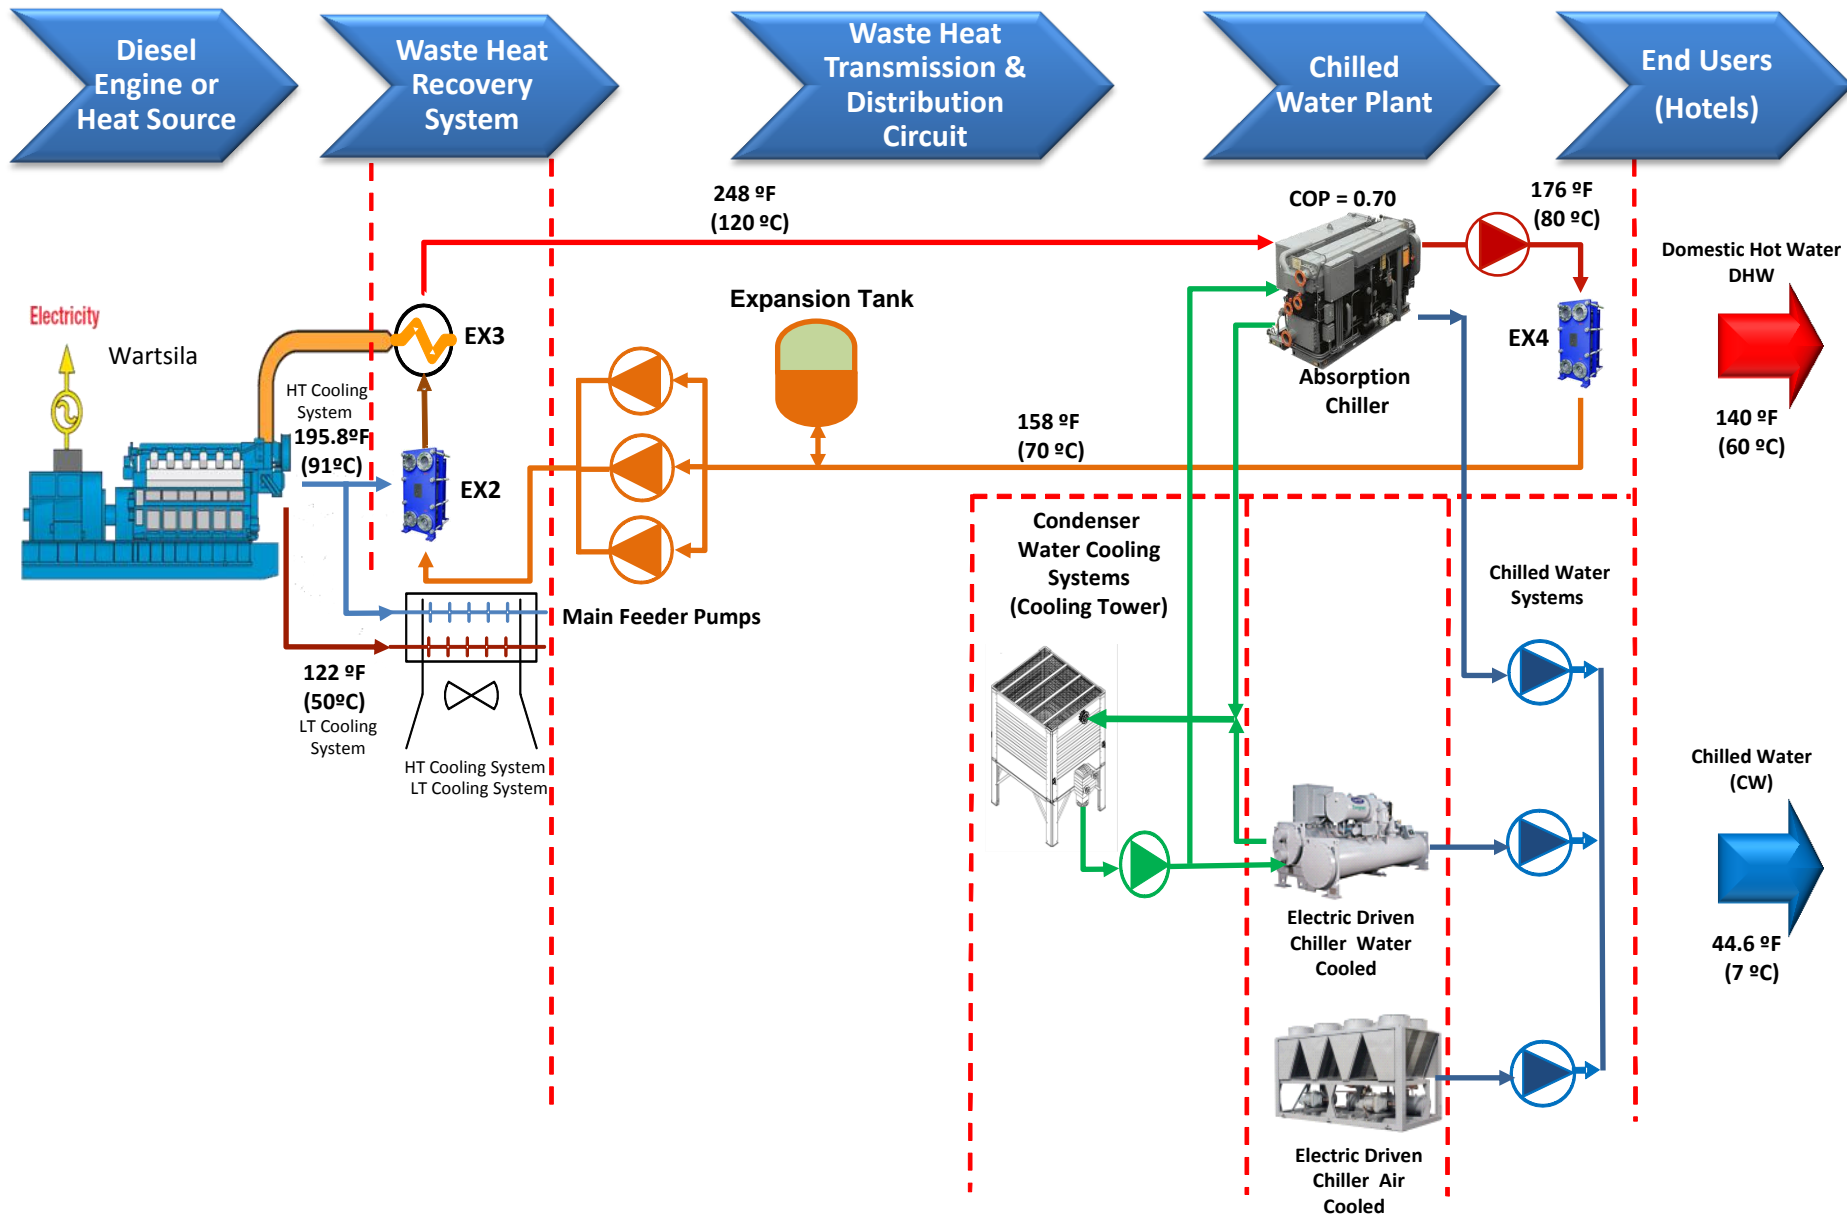 Diesel
Engine or
Heat Source
Waste Heat
Recovery
System
Waste Heat
Transmission &
Distribution
Circuit
Chilled
Water Plant
End Users
(Hotels)
248 ºF
(120 ºC)
COP = 0.70
176 ºF
(80 ºC)
Domestic Hot Water
DHW
Electricity
Wartsila
EX3
Expansion Tank
EX4
HT Cooling
System
195.8ºF
(91ºC)
Absorption
Chiller
158 ºF
(70 ºC)
140 ºF
(60 ºC)
EX2
Condenser
Water Cooling
Systems
(Cooling Tower)
Chilled Water
Systems
Main Feeder Pumps
122 ºF
(50ºC)
LT Cooling
System
HT Cooling System
LT Cooling System
Chilled Water
(CW)
Electric Driven
Chiller Water
Cooled
44.6 ºF
(7 ºC)
Electric Driven
Chiller Air
Cooled